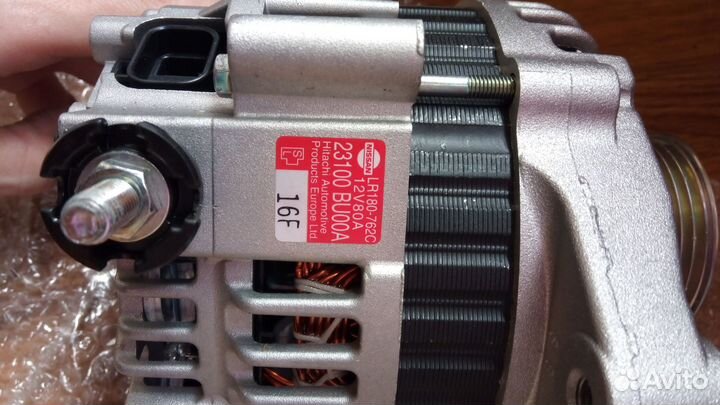 NISSAN
LR180-762C
12V80A
23100 BU00A
Hitachi Automotive
Products Europe Ltd.
S
L
16F
Avito